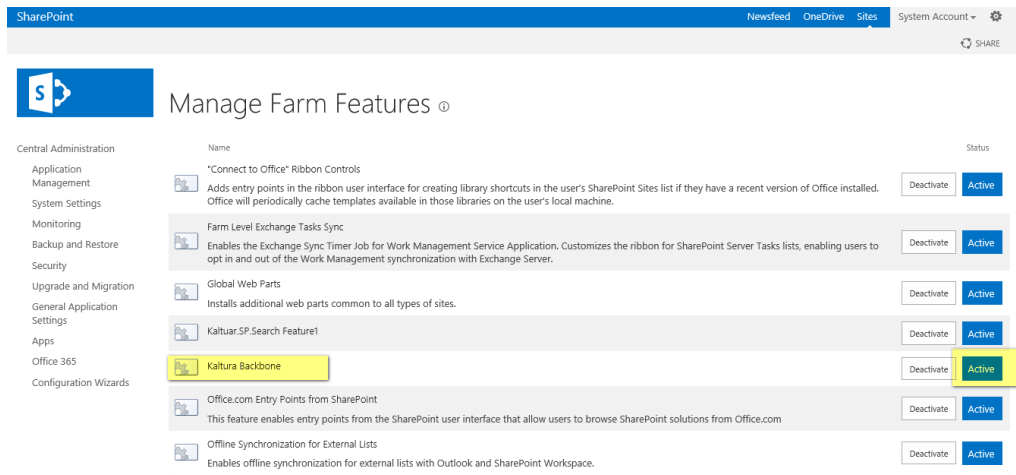 SharePoint
Newsfeed OneDrive Sites System Account
SHARE
S
Manage Farm Features
Central Administration
Application
Management
System Settings
Monitoring
Backup and Restore
Security
Upgrade and Migration
General Application
Settings
Apps
Office 365
Configuration Wizards
Name Status
"Connect to Office" Ribbon Controls
Adds entry points in the ribbon user interface for creating library shortcuts in the user's SharePoint Sites list if they have a recent version of Office installed.
Office will periodically cache templates available in those libraries on the user's local machine.
Deactivate Active
Farm Level Exchange Tasks Sync
Enables the Exchange Sync Timer Job for Work Management Service Application. Customizes the ribbon for SharePoint Server Tasks lists, enabling users to
opt in and out of the Work Management synchronization with Exchange Server.
Deactivate Active
Global Web Parts
Installs additional web parts common to all types of sites.
Deactivate Active
Kaltuar.SP.Search Feature1
Deactivate Active
Kaltura Backbone
Deactivate Active
Office.com Entry Points from SharePoint
This feature enables entry points from the SharePoint user interface that allow users to browse SharePoint solutions from Office.com
Deactivate Active
Offline Synchronization for External Lists
Enables offline synchronization for external lists with Outlook and SharePoint Workspace.
Deactivate Active